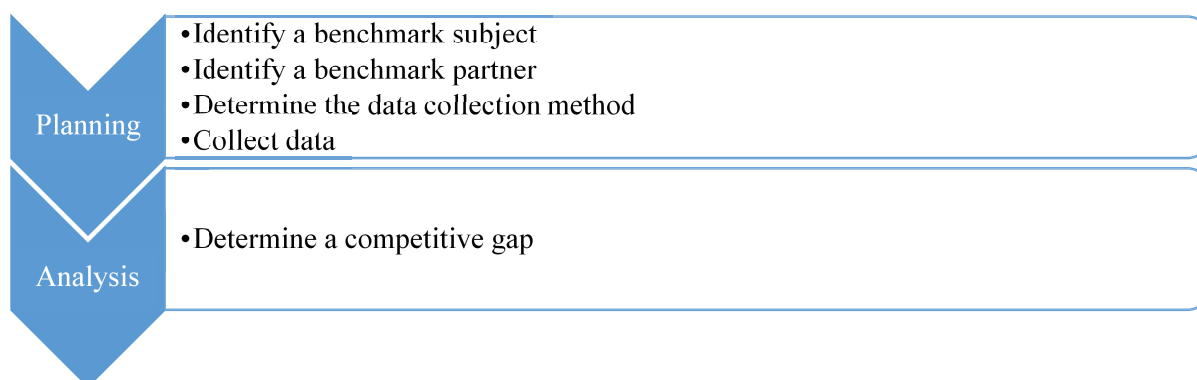 Planning
•Identify a benchmark subject
•Identify a benchmark partner
•Determine the data collection method
•Collect data
Analysis
•Determine a competitive gap